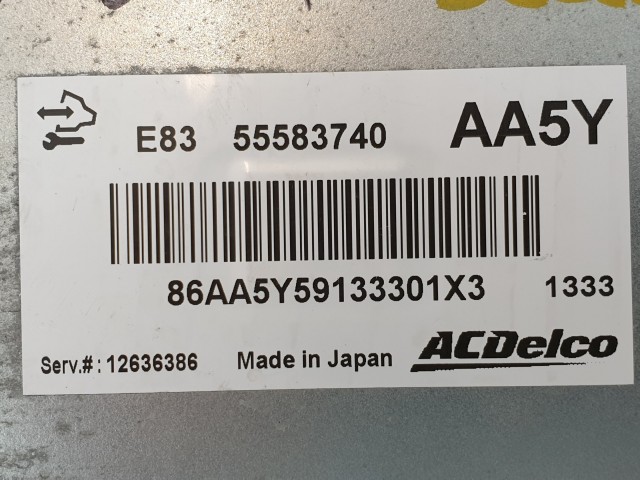 E83 55583740 AA5Y
86AA5Y59133301X3 1333
Serv.#: 12636386 Made in Japan ACDelco